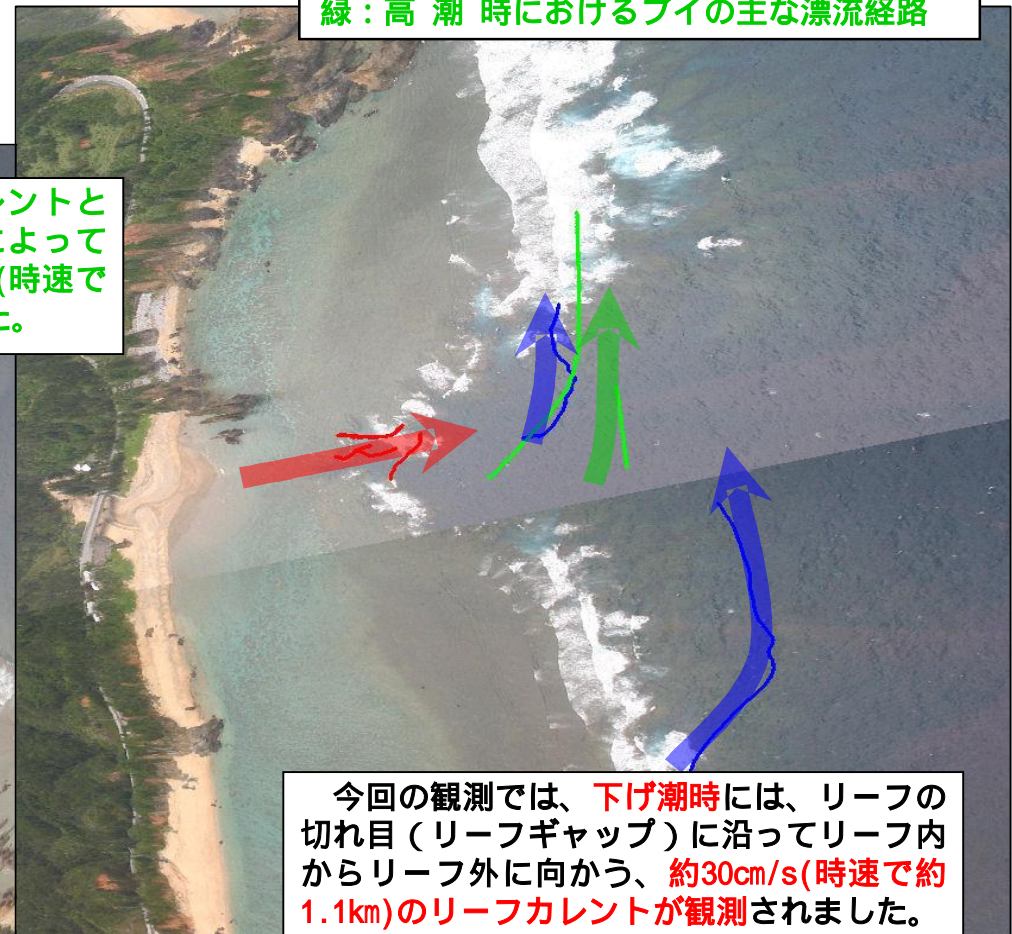 緑：高 潮 時におけるブイの主な漂流経路
レントと
によって
(時速で
た。
　今回の観測では、下げ潮時には、リーフの
切れ目（リーフギャップ）に沿ってリーフ内
からリーフ外に向かう、約30cm/s(時速で約
1.1km)のリーフカレントが観測されました。